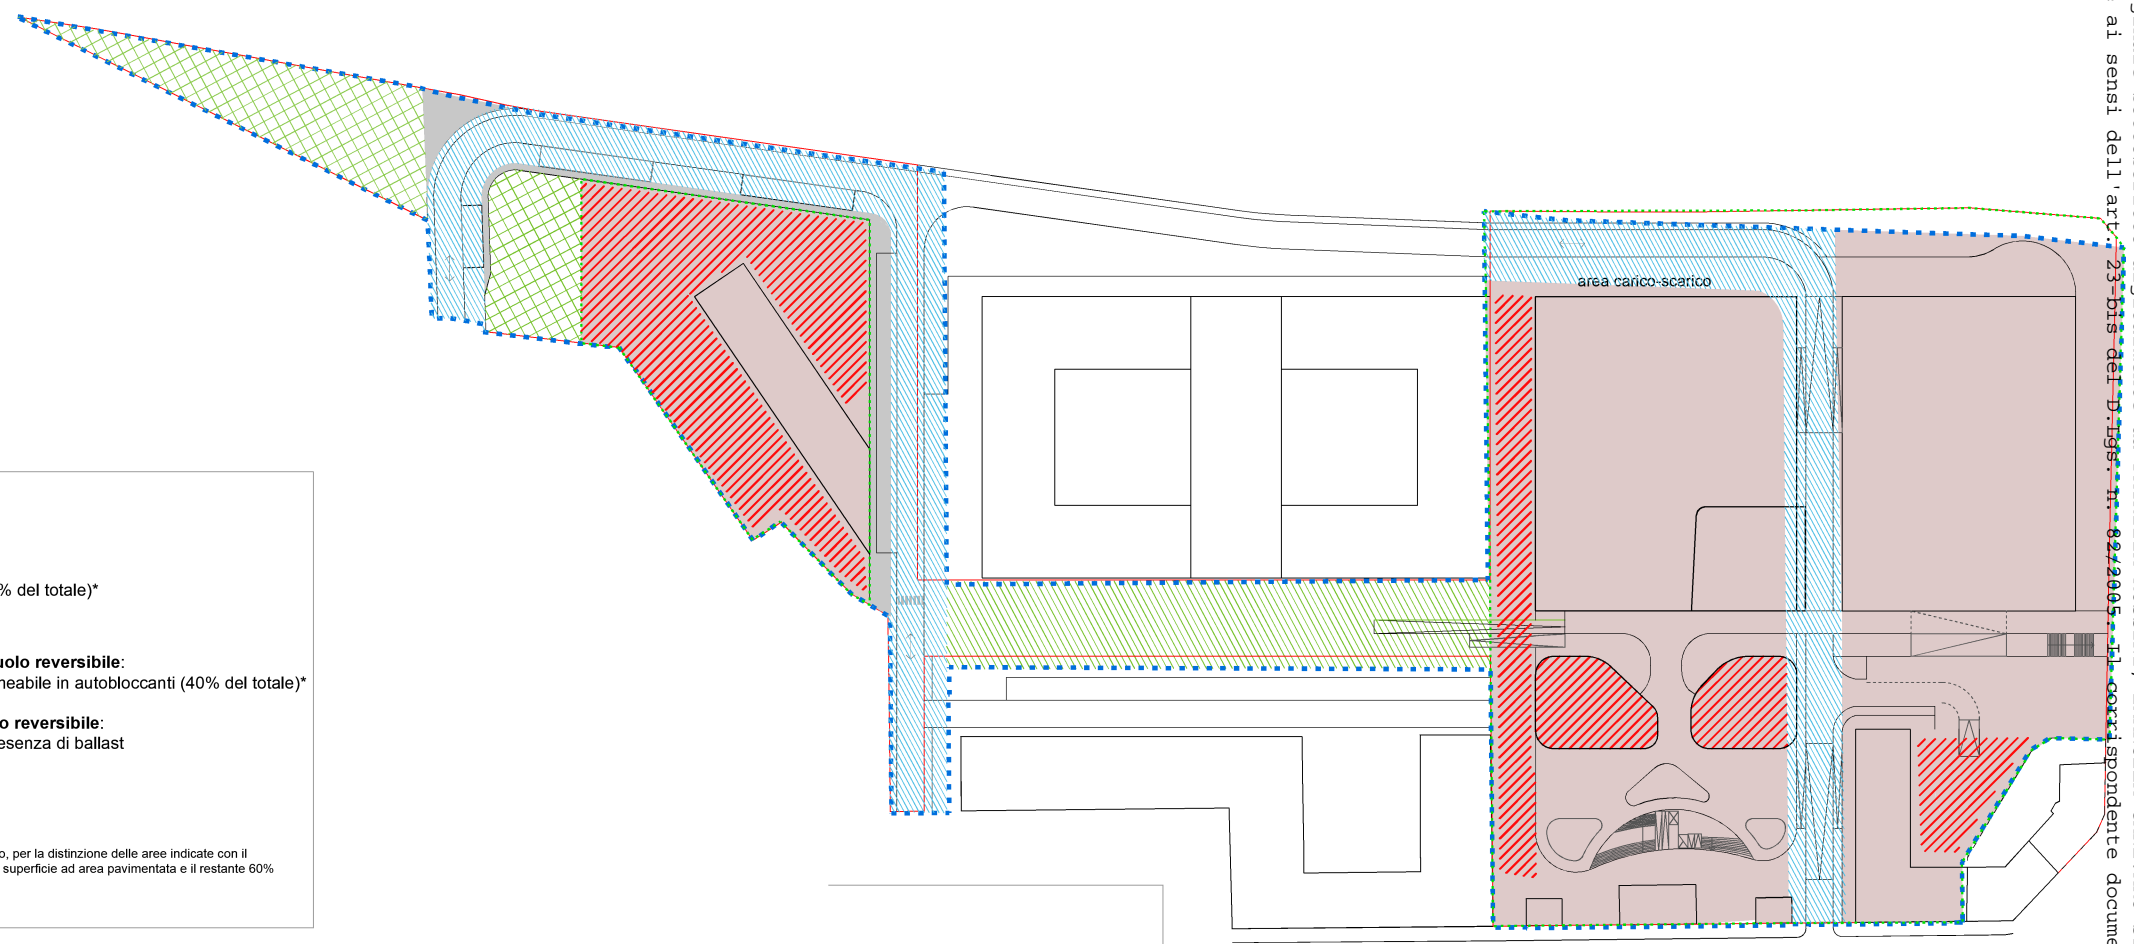 % del totale)*
uolo reversibile:
meabile in autobloccanti (40% del totale)*
o reversibile:
esenza di ballast
o, per la distinzione delle aree indicate con il
superficie ad area pavimentata e il restante 60%
area carico-scarico
ai sensi dell'art. 23-bis del D.Lgs. n. 82/2005. Il corrispondente docume